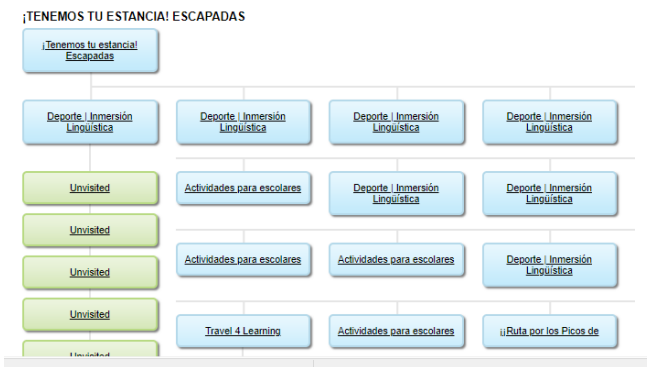 ¡TENEMOS TU ESTANCIA! ESCAPADAS
¡Tenemos tu estancia!
Escapadas
Deporte | Inmersión
Lingüística
Deporte | Inmersión
Lingüística
Deporte | Inmersión
Lingüística
Deporte | Inmersión
Lingüística
Unvisited
Actividades para escolares
Deporte | Inmersión
Lingüística
Deporte | Inmersión
Lingüística
Unvisited
Unvisited
Actividades para escolares
Actividades para escolares
Deporte | Inmersión
Lingüística
Unvisited
Travel 4 Learning
Actividades para escolares
¡¡Ruta por los Picos de
Unvisited